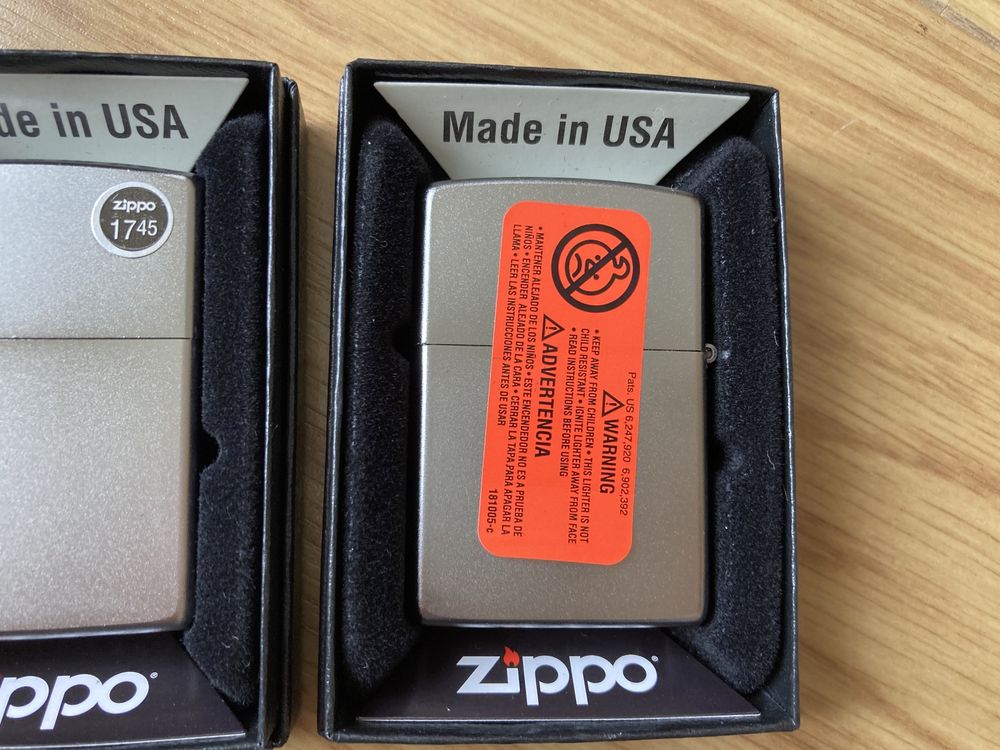 de in USA
zippo
1745
ippo
Made in USA
Pats. US 6,247,920 6,902,392
WARNING
• KEEP AWAY FROM CHILDREN • THIS LIGHTER IS NOT
CHILD RESISTANT • IGNITE LIGHTER AWAY FROM FACE
• READ INSTRUCTIONS BEFORE USING
ADVERTENCIA
• MANTENER ALEJADO DE LOS NIÑOS • ESTE ENCENDEDOR NO ES A PRUEBA DE
NIÑOS • ENCENDER ALEJADO DE LA CARA • CERRAR LA TAPA PARA APAGAR LA
LLAMA • LEER LAS INSTRUCCIONES ANTES DE USAR
181005-c
zippo